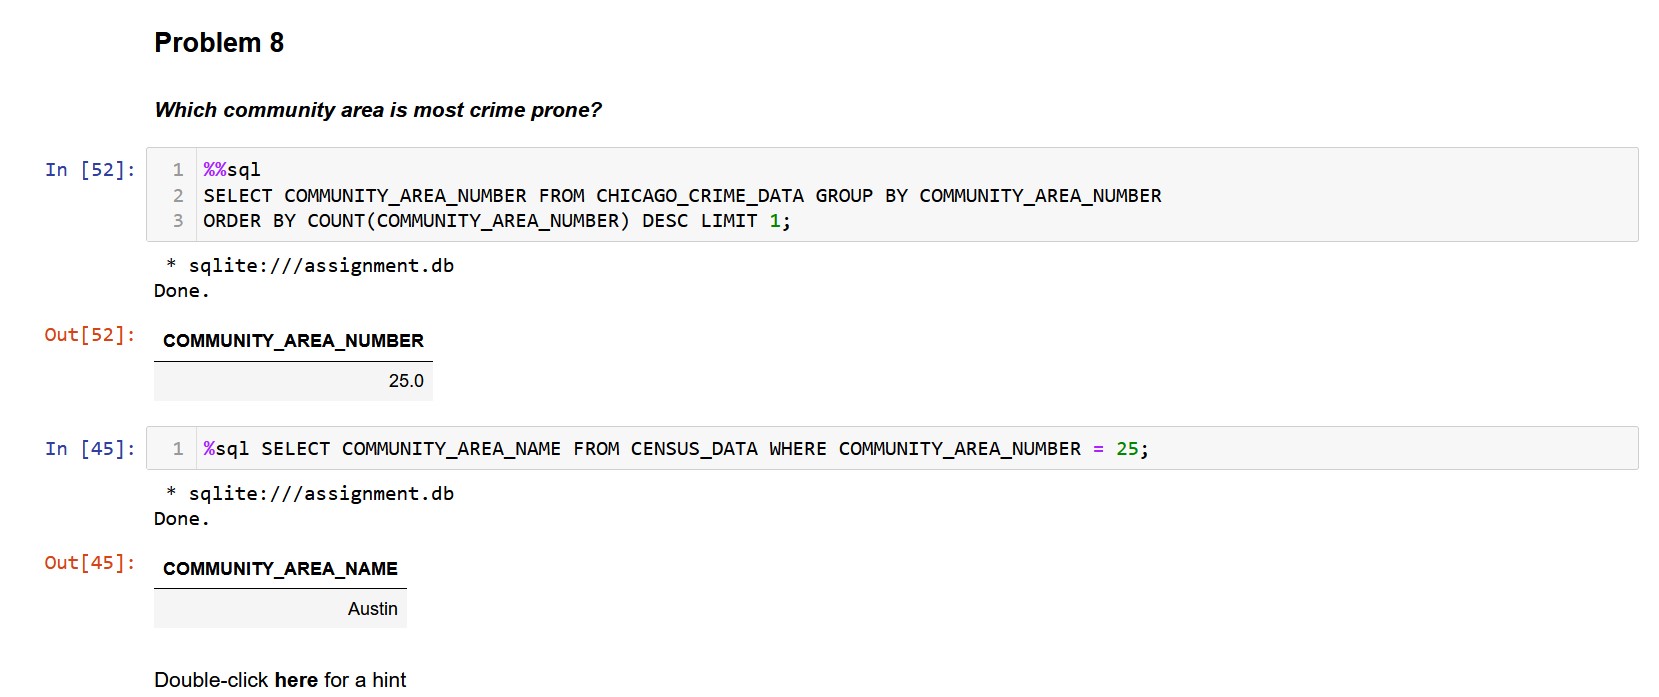 Problem 8
Which community area is most crime prone?
In [52]:
1 %%sql
2 SELECT COMMUNITY_AREA_NUMBER FROM CHICAGO_CRIME_DATA GROUP BY COMMUNITY_AREA_NUMBER
3 ORDER BY COUNT(COMMUNITY_AREA_NUMBER) DESC LIMIT 1;
* sqlite:///assignment.db
Done.
Out[52]:
COMMUNITY_AREA_NUMBER
25.0
In [45]:
1 %sql SELECT COMMUNITY_AREA_NAME FROM CENSUS_DATA WHERE COMMUNITY_AREA_NUMBER = 25;
* sqlite:///assignment.db
Done.
Out[45]:
COMMUNITY_AREA_NAME
Austin
Double-click here for a hint